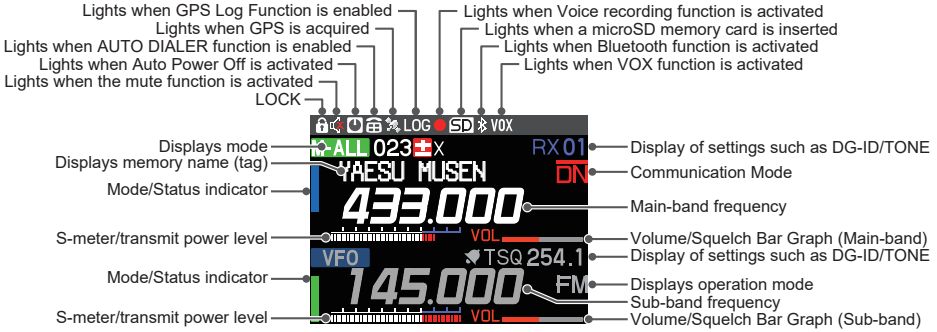 Lights when GPS Log Function is enabled
Lights when Voice recording function is activated
Lights when GPS is acquired
Lights when a microSD memory card is inserted
Lights when AUTO DIALER function is enabled
Lights when Bluetooth function is activated
Lights when Auto Power Off is activated
Lights when VOX function is activated
Lights when the mute function is activated
LOCK
LOG SD VOX
Displays mode
M-ALL 023 X RX 01
Display of settings such as DG-ID/TONE
Displays memory name (tag)
YAESU MUSEN DN
Communication Mode
Mode/Status indicator
433.000
Main-band frequency
S-meter/transmit power level
VOL
Volume/Squelch Bar Graph (Main-band)
VFO TSQ 254.1
Display of settings such as DG-ID/TONE
Mode/Status indicator
145.000 FM
Displays operation mode
Sub-band frequency
S-meter/transmit power level
VOL
Volume/Squelch Bar Graph (Sub-band)